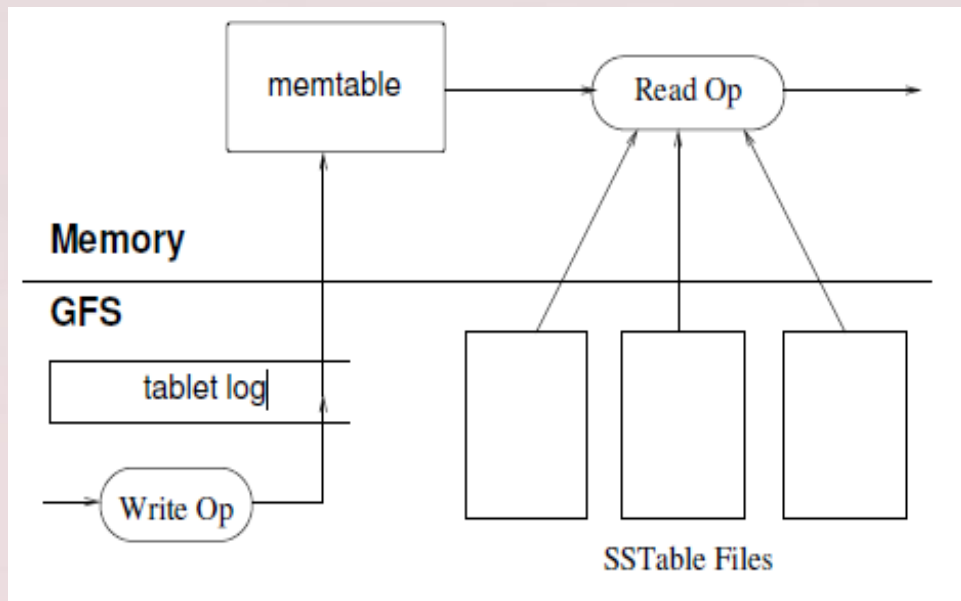 memtable
Read Op
Memory
GFS
tablet log
Write Op
SSTable Files